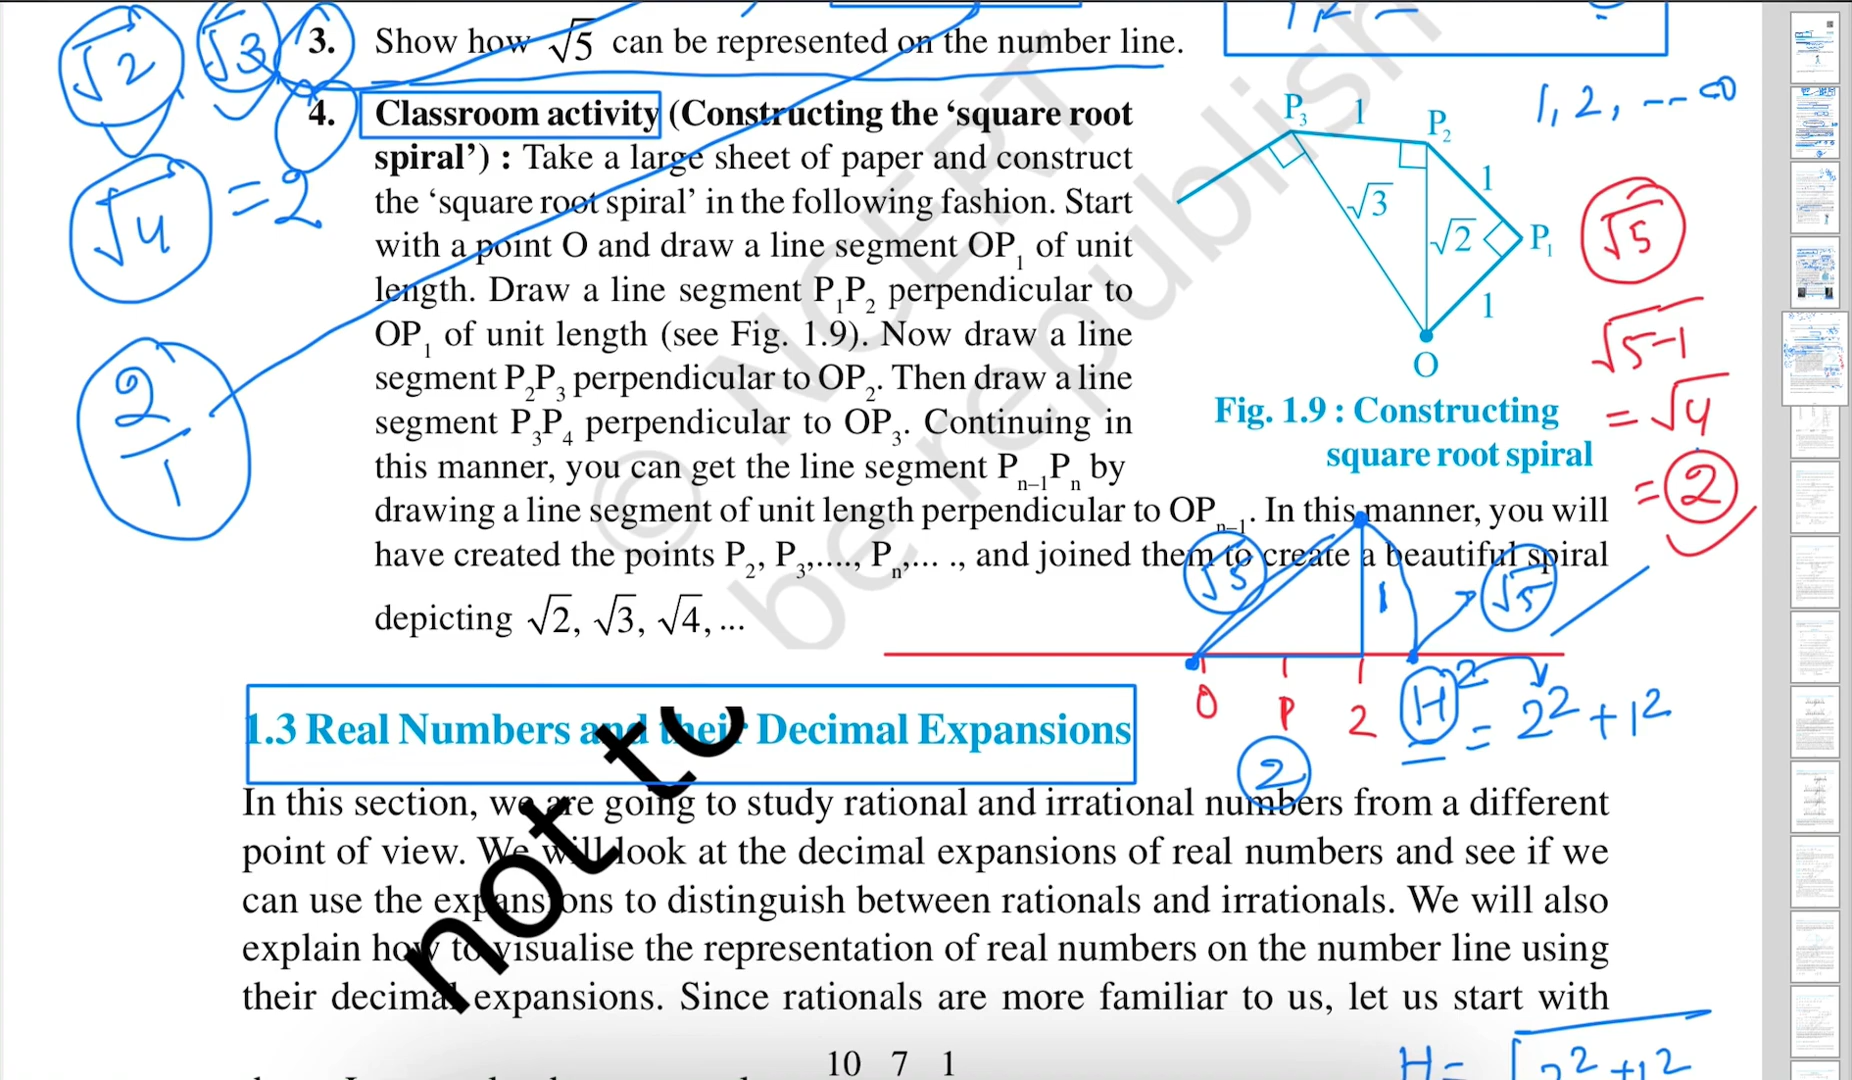 √2 √3 3. Show how √5 can be represented on the number line.
4. Classroom activity (Constructing the ‘square root
spiral’) : Take a large sheet of paper and construct
the ‘square root spiral’ in the following fashion. Start
with a point O and draw a line segment OP₁ of unit
length. Draw a line segment P₁P₂ perpendicular to
OP₁ of unit length (see Fig. 1.9). Now draw a line
segment P₂P₃ perpendicular to OP₂. Then draw a line
segment P₃P₄ perpendicular to OP₃. Continuing in
this manner, you can get the line segment Pₙ₋₁Pₙ by
drawing a line segment of unit length perpendicular to OPₙ₋₁. In this manner, you will
have created the points P₂, P₃,...., Pₙ,... ., and joined them to create a beautiful spiral
depicting √2, √3, √4, ...
√4 = 2
2/1
1, 2, --- ∞
P₃ 1 P₂
1
√3 √2 P₁
1
O
Fig. 1.9 : Constructing
square root spiral
√5
√5-1
= √4
= 2
√5 1 √5
0 P 2
2
H² = 2² + 1²
1.3 Real Numbers and their Decimal Expansions
In this section, we are going to study rational and irrational numbers from a different
point of view. We will look at the decimal expansions of real numbers and see if we
can use the expansions to distinguish between rationals and irrationals. We will also
explain how to visualise the representation of real numbers on the number line using
their decimal expansions. Since rationals are more familiar to us, let us start with
10 7 1
H = √2²+1²
© NCERT
not to be republish